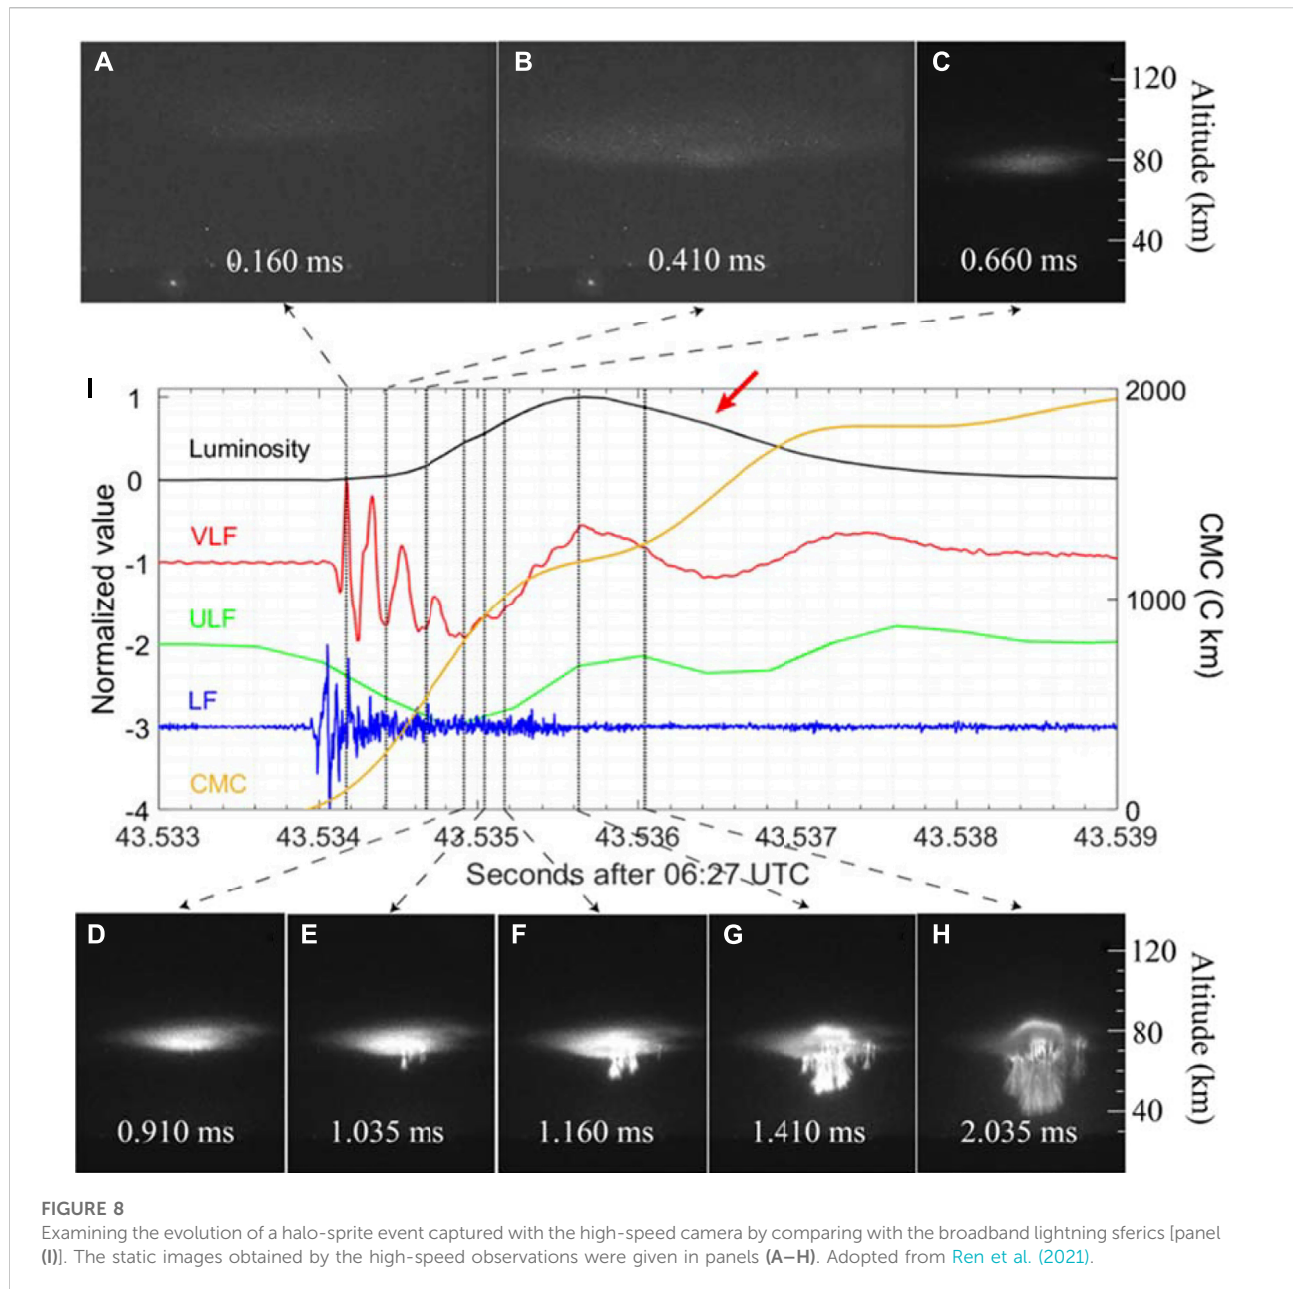 A
B
C
120
80
40
Altitude (km)
0.160 ms
0.410 ms
0.660 ms
I
1
0
-1
-2
-3
-4
Normalized value
Luminosity
VLF
ULF
LF
CMC
2000
1000
0
CMC (C km)
43.533
43.534
43.535
43.536
43.537
43.538
43.539
Seconds after 06:27 UTC
D
E
F
G
H
120
80
40
Altitude (km)
0.910 ms
1.035 ms
1.160 ms
1.410 ms
2.035 ms
FIGURE 8
Examining the evolution of a halo-sprite event captured with the high-speed camera by comparing with the broadband lightning sferics [panel
(I)]. The static images obtained by the high-speed observations were given in panels (A–H). Adopted from Ren et al. (2021).